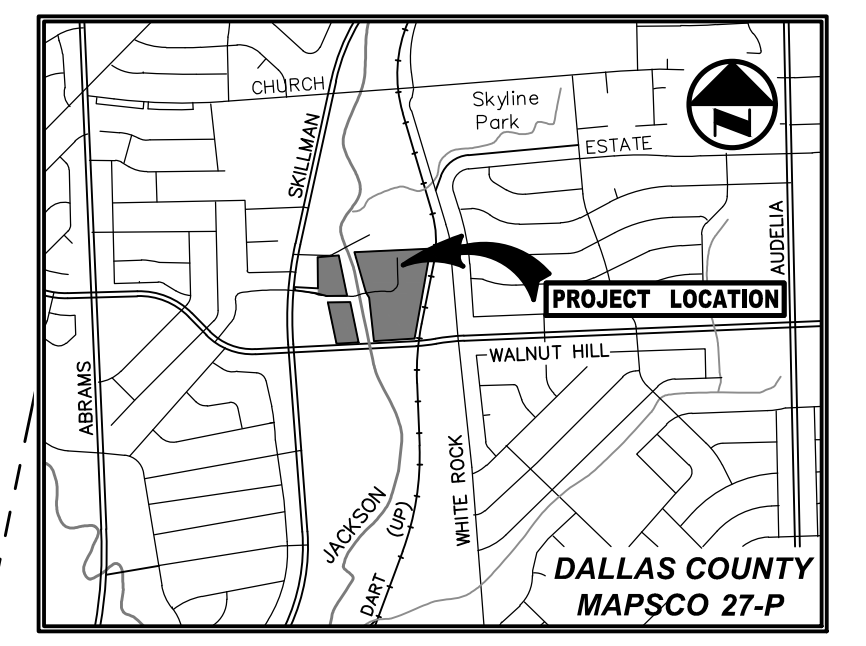 CHURCH
Skyline
Park
SKILLMAN
ESTATE
AUDELIA
N
PROJECT LOCATION
WALNUT HILL
ABRAMS
WHITE ROCK
JACKSON
(UP)
DART
DALLAS COUNTY
MAPSCO 27-P